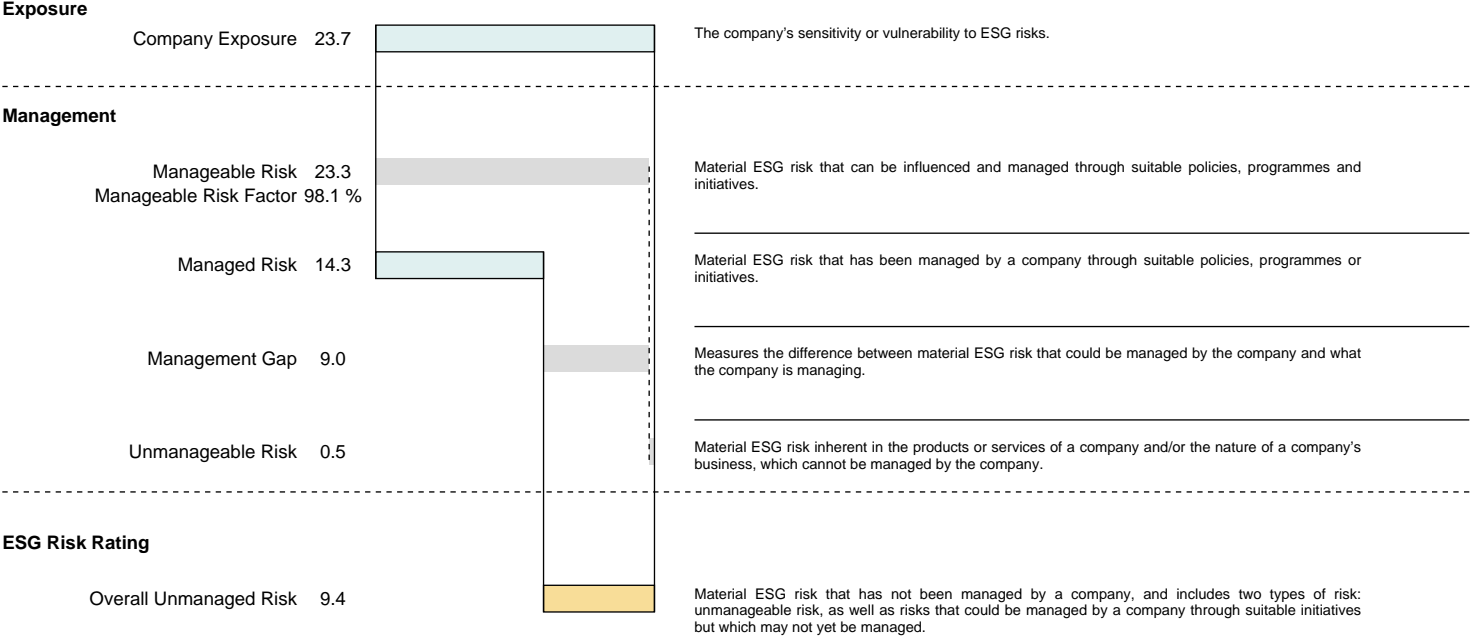 Exposure
Company Exposure 23.7
The company's sensitivity or vulnerability to ESG risks.
Management
Manageable Risk 23.3
Manageable Risk Factor 98.1 %
Material ESG risk that can be influenced and managed through suitable policies, programmes and
initiatives.
Managed Risk 14.3
Material ESG risk that has been managed by a company through suitable policies, programmes or
initiatives.
Management Gap 9.0
Measures the difference between material ESG risk that could be managed by the company and what
the company is managing.
Unmanageable Risk 0.5
Material ESG risk inherent in the products or services of a company and/or the nature of a company's
business, which cannot be managed by the company.
ESG Risk Rating
Overall Unmanaged Risk 9.4
Material ESG risk that has not been managed by a company, and includes two types of risk:
unmanageable risk, as well as risks that could be managed by a company through suitable initiatives
but which may not yet be managed.